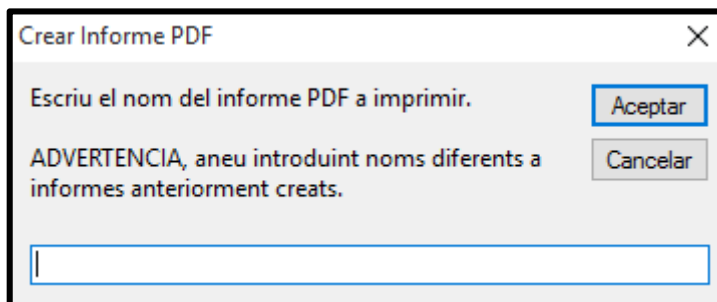 Crear Informe PDF
Escriu el nom del informe PDF a imprimir.
Aceptar
ADVERTENCIA, aneu introduint noms diferents a
informes anteriorment creats.
Cancelar